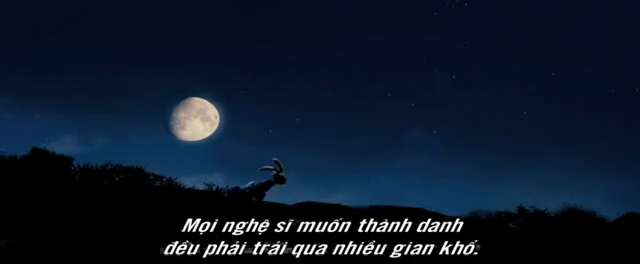 Mọi nghệ sĩ muốn thành danh
đều phải trải qua nhiều gian khổ.